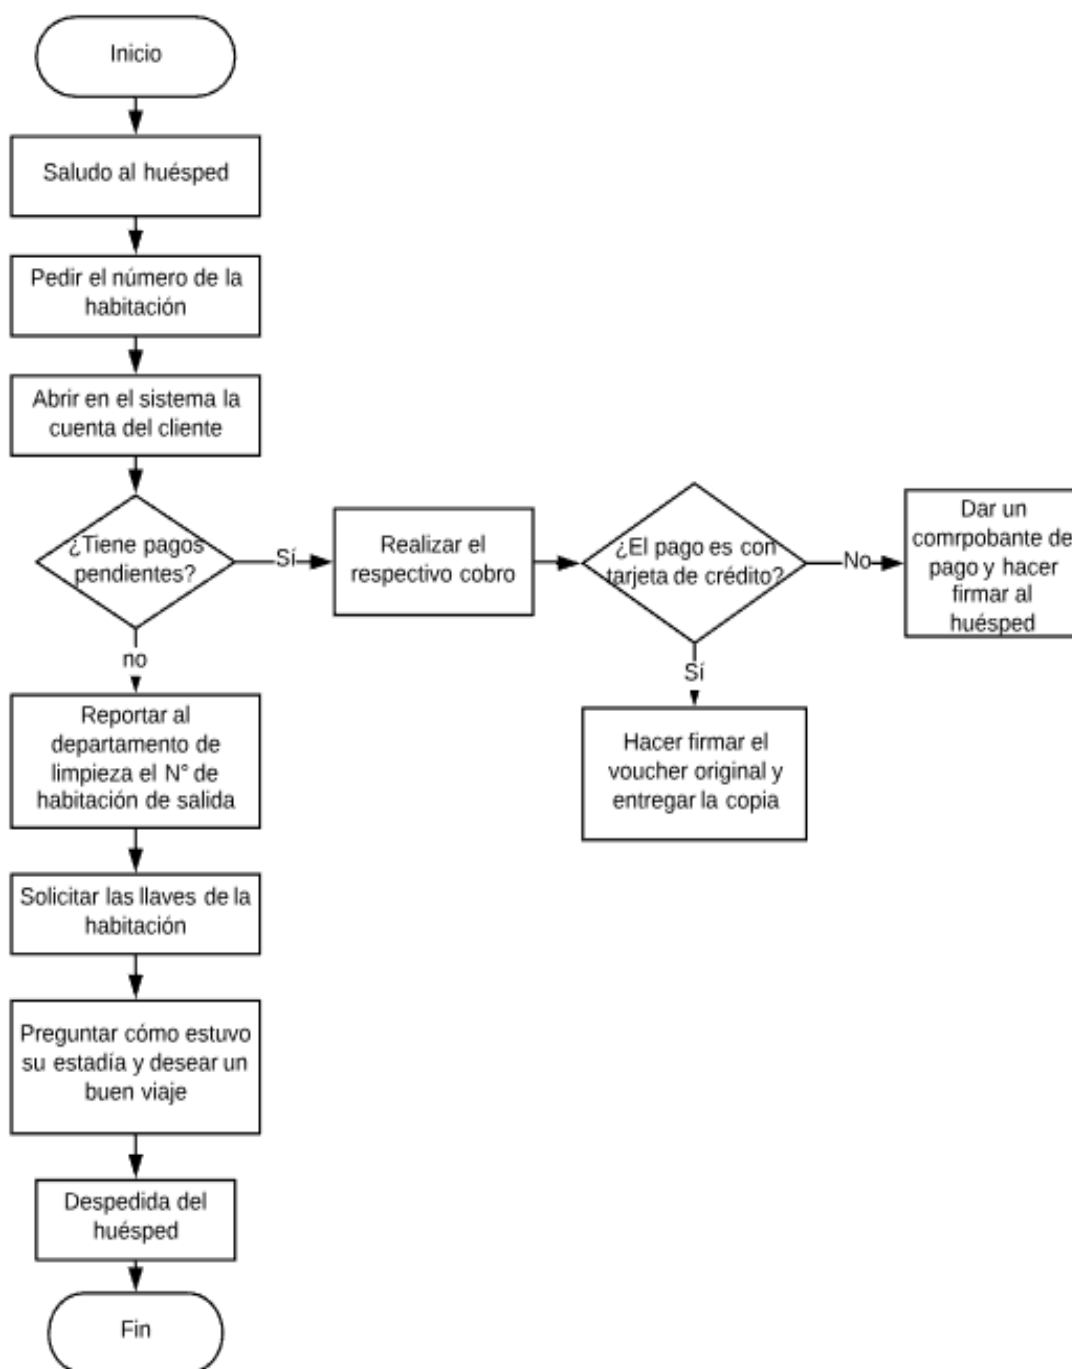 Inicio
Saludo al huésped
Pedir el número de la
habitación
Abrir en el sistema la
cuenta del cliente
¿Tiene pagos
pendientes?
Sí
Realizar el
respectivo cobro
¿El pago es con
tarjeta de crédito?
No
Dar un
comrpobante de
pago y hacer
firmar al
huésped
Sí
Hacer firmar el
voucher original y
entregar la copia
no
Reportar al
departamento de
limpieza el N° de
habitación de salida
Solicitar las llaves de la
habitación
Preguntar cómo estuvo
su estadía y desear un
buen viaje
Despedida del
huésped
Fin